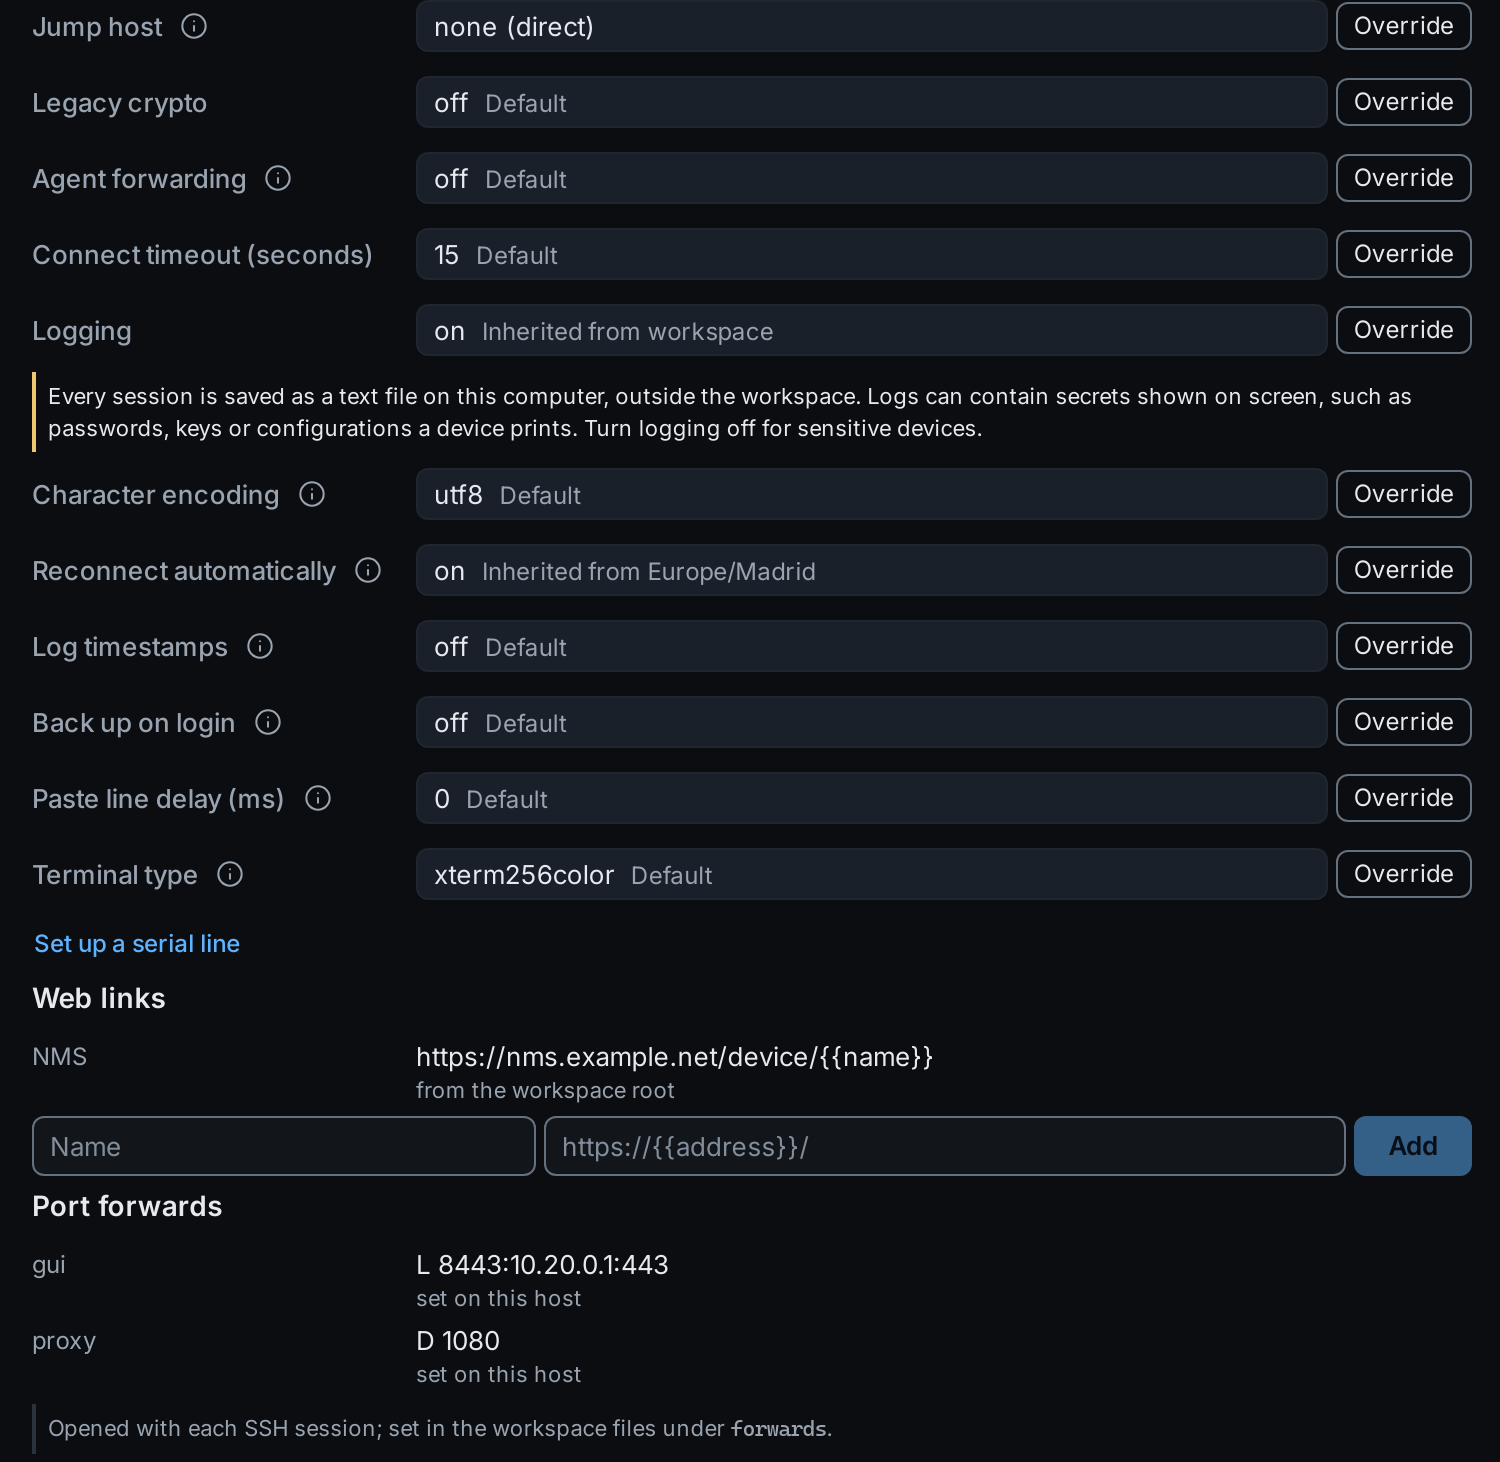 Jump host none (direct) Override
Legacy crypto off Default Override
Agent forwarding off Default Override
Connect timeout (seconds) 15 Default Override
Logging on Inherited from workspace Override
Every session is saved as a text file on this computer, outside the workspace. Logs can contain secrets shown on screen, such as
passwords, keys or configurations a device prints. Turn logging off for sensitive devices.
Character encoding utf8 Default Override
Reconnect automatically on Inherited from Europe/Madrid Override
Log timestamps off Default Override
Back up on login off Default Override
Paste line delay (ms) 0 Default Override
Terminal type xterm256color Default Override
Set up a serial line
Web links
NMS https://nms.example.net/device/{{name}}
from the workspace root
Name https://{{address}}/ Add
Port forwards
gui L 8443:10.20.0.1:443
set on this host
proxy D 1080
set on this host
Opened with each SSH session; set in the workspace files under forwards.